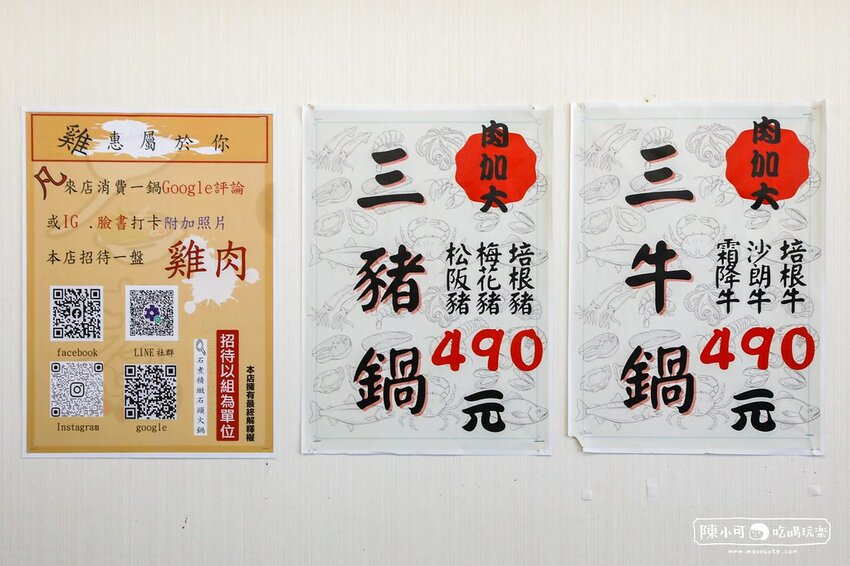 雞惠屬於你
凡來店消費一鍋Google評論
或IG.臉書打卡附加照片
本店招待一盤 雞肉
facebook
LINE社群
Instagram
google
石煮精緻石頭火鍋
招待以組為單位
本店擁有最終解釋權
肉加大
三豬鍋
培根豬
梅花豬
松阪豬
490
元
肉加大
三牛鍋
培根牛
沙朗牛
霜降牛
490
元
陳小可 吃喝玩樂
www.mecocute.com